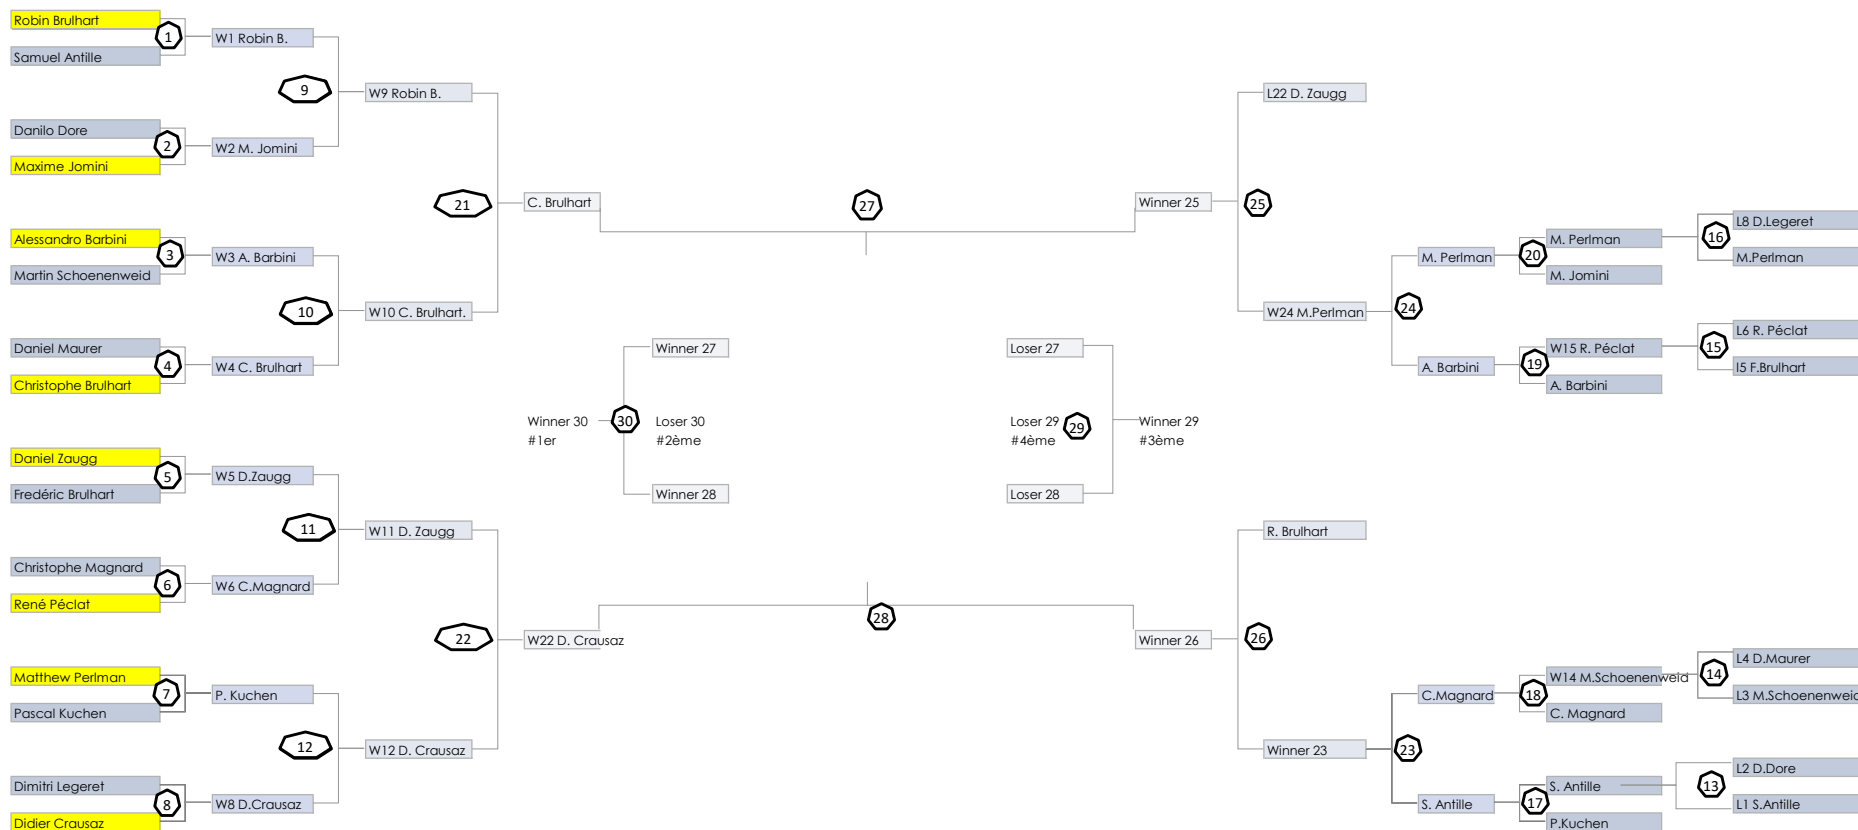 Robin Brulhart
1
W1 Robin B.
Samuel Antille
9
W9 Robin B.
L22 D. Zaugg
Danilo Dore
2
W2 M. Jomini
Maxime Jomini
21
C. Brulhart
27
Winner 25
25
L8 D.Legeret
Alessandro Barbini
M. Perlman
16
3
W3 A. Barbini
M. Perlman
20
M.Perlman
Martin Schoenenweid
M. Jomini
10
W10 C. Brulhart.
W24 M.Perlman
24
L6 R. Péclat
Daniel Maurer
Winner 27
Loser 27
W15 R. Péclat
15
4
W4 C. Brulhart
A. Barbini
19
l5 F.Brulhart
Christophe Brulhart
A. Barbini
Winner 30
30
Loser 30
Loser 29
29
Winner 29
#1er
#2ème
#4ème
#3ème
Daniel Zaugg
5
W5 D.Zaugg
Fredéric Brulhart
Winner 28
Loser 28
11
W11 D. Zaugg
R. Brulhart
Christophe Magnard
6
W6 C.Magnard
René Péclat
28
22
W22 D. Crausaz
Winner 26
26
L4 D.Maurer
Matthew Perlman
W14 M.Schoenenweid
14
7
P. Kuchen
C.Magnard
18
L3 M.Schoenenweid
Pascal Kuchen
C. Magnard
12
W12 D. Crausaz
Winner 23
23
L2 D.Dore
Dimitri Legeret
S. Antille
13
8
W8 D.Crausaz
S. Antille
17
L1 S.Antille
Didier Crausaz
P.Kuchen